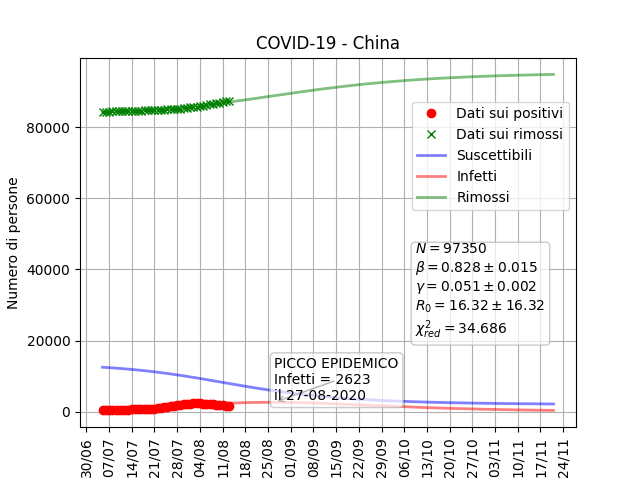 COVID-19 - China
Numero di persone
80000
60000
40000
20000
0
Dati sui positivi
Dati sui rimossi
Suscettibili
Infetti
Rimossi
N = 97350
β = 0.828 ± 0.015
γ = 0.051 ± 0.002
R₀ = 16.32 ± 16.32
χ²_red = 34.686
PICCO EPIDEMICO
Infetti = 2623
il 27-08-2020
30/06 07/07 14/07 21/07 28/07 04/08 11/08 18/08 25/08 01/09 08/09 15/09 22/09 29/09 06/10 13/10 20/10 27/10 03/11 10/11 17/11 24/11